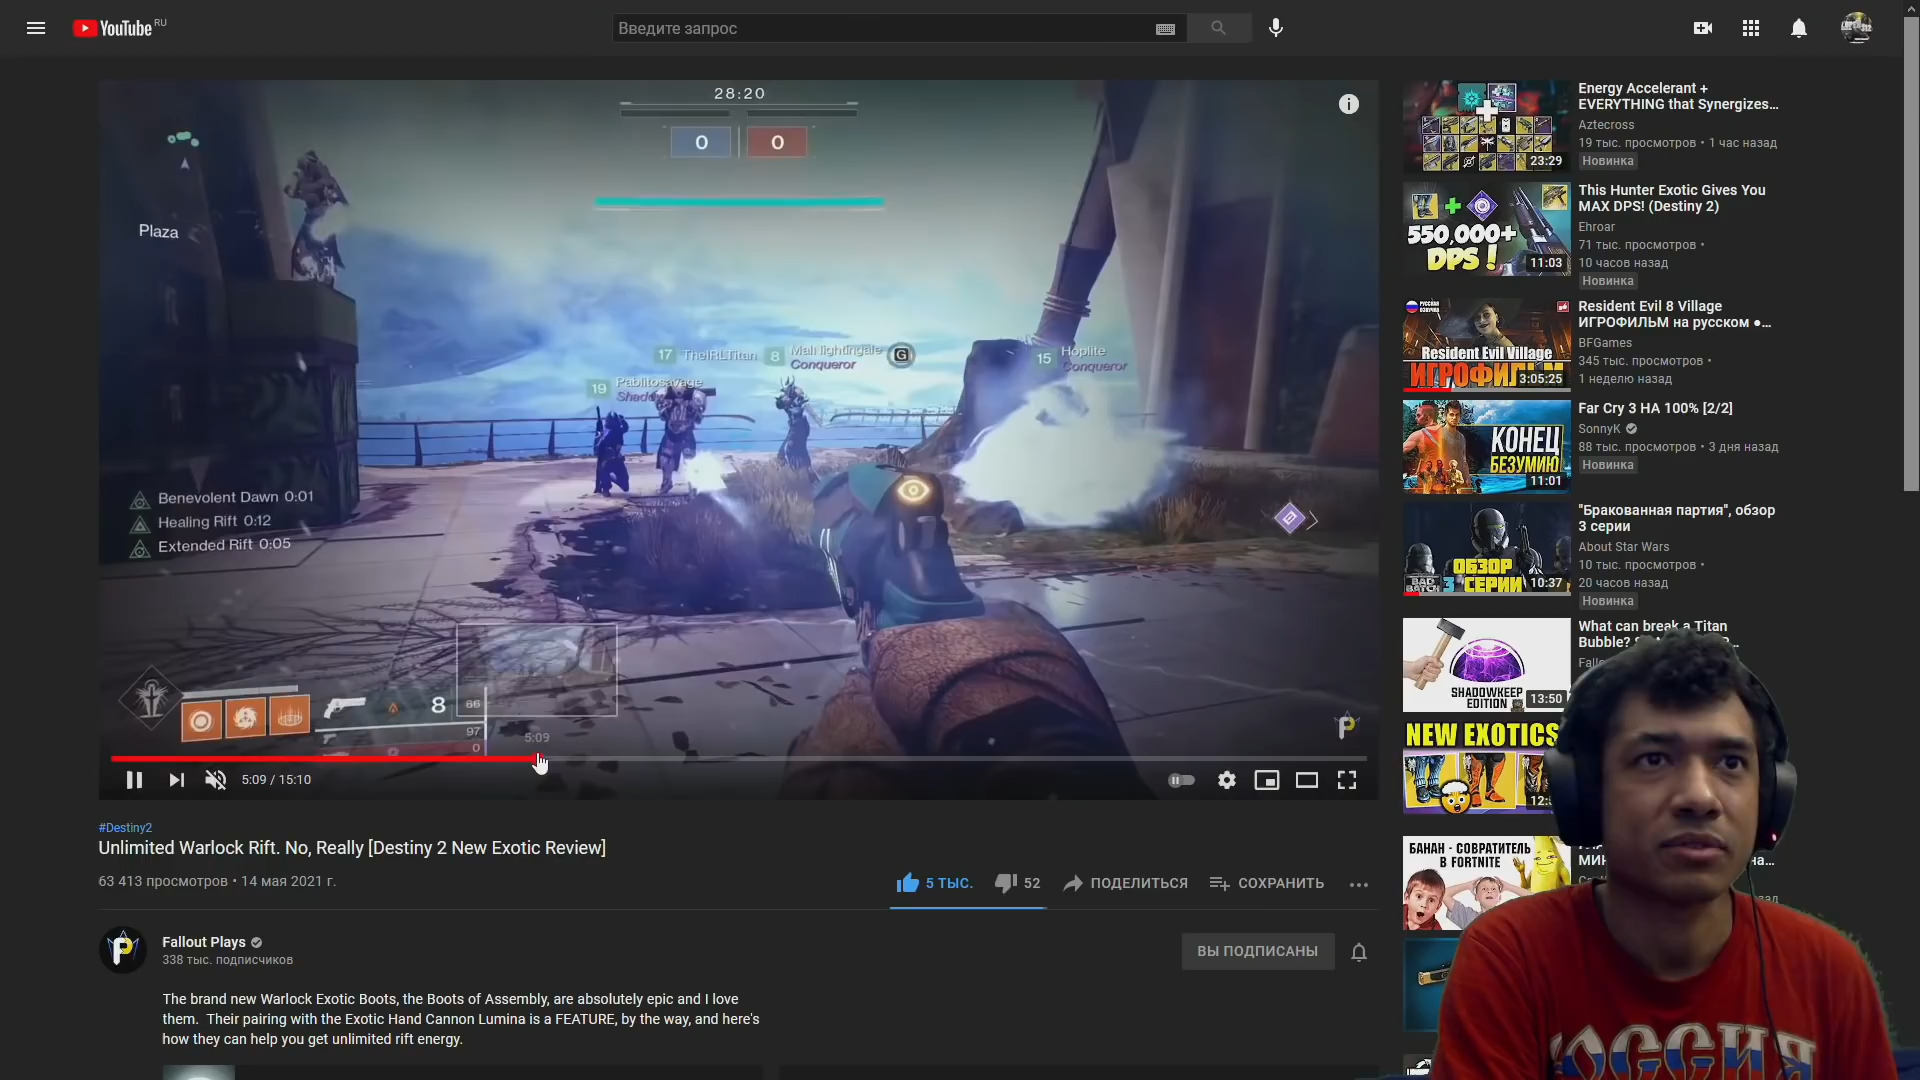 YouTube RU
Введите запрос
28:20
0
0
Plaza
17 TheIRLTitan
8
Conqueror
G
15 Hoplite
Conqueror
19 Pablitosavage
Benevolent Dawn 0:01
Healing Rift 0:12
Extended Rift 0:05
8
86
97
0
5:09
5:09 / 15:10
#Destiny2
Unlimited Warlock Rift. No, Really [Destiny 2 New Exotic Review]
63 413 просмотров • 14 мая 2021 г.
5 ТЫС.
52
ПОДЕЛИТЬСЯ
СОХРАНИТЬ
Fallout Plays
338 тыс. подписчиков
ВЫ ПОДПИСАНЫ
The brand new Warlock Exotic Boots, the Boots of Assembly, are absolutely epic and I love
them. Their pairing with the Exotic Hand Cannon Lumina is a FEATURE, by the way, and here's
how they can help you get unlimited rift energy.
23:29
Energy Accelerant +
EVERYTHING that Synergizes...
Aztecross
19 тыс. просмотров • 1 час назад
Новинка
550,000+
DPS!
11:03
This Hunter Exotic Gives You
MAX DPS! (Destiny 2)
Ehroar
71 тыс. просмотров •
10 часов назад
Новинка
РУССКАЯ
ОЗВУЧКА
Resident Evil Village
ИГРОФИЛЬМ
3:05:25
Resident Evil 8 Village
ИГРОФИЛЬМ на русском ●...
BFGames
345 тыс. просмотров •
1 неделю назад
КОНЕЦ
БЕЗУМИЮ
11:01
Far Cry 3 НА 100% [2/2]
SonnyK
88 тыс. просмотров • 3 дня назад
Новинка
ОБЗОР
3 СЕРИИ
BAD
BATCH
10:37
"Бракованная партия", обзор
3 серии
About Star Wars
10 тыс. просмотров •
20 часов назад
Новинка
SHADOWKEEP
EDITION
13:50
What can break a Titan
Bubble?
NEW EXOTICS
БАНАН - СОВРАТИТЕЛЬ
В FORTNITE
РОССИЯ